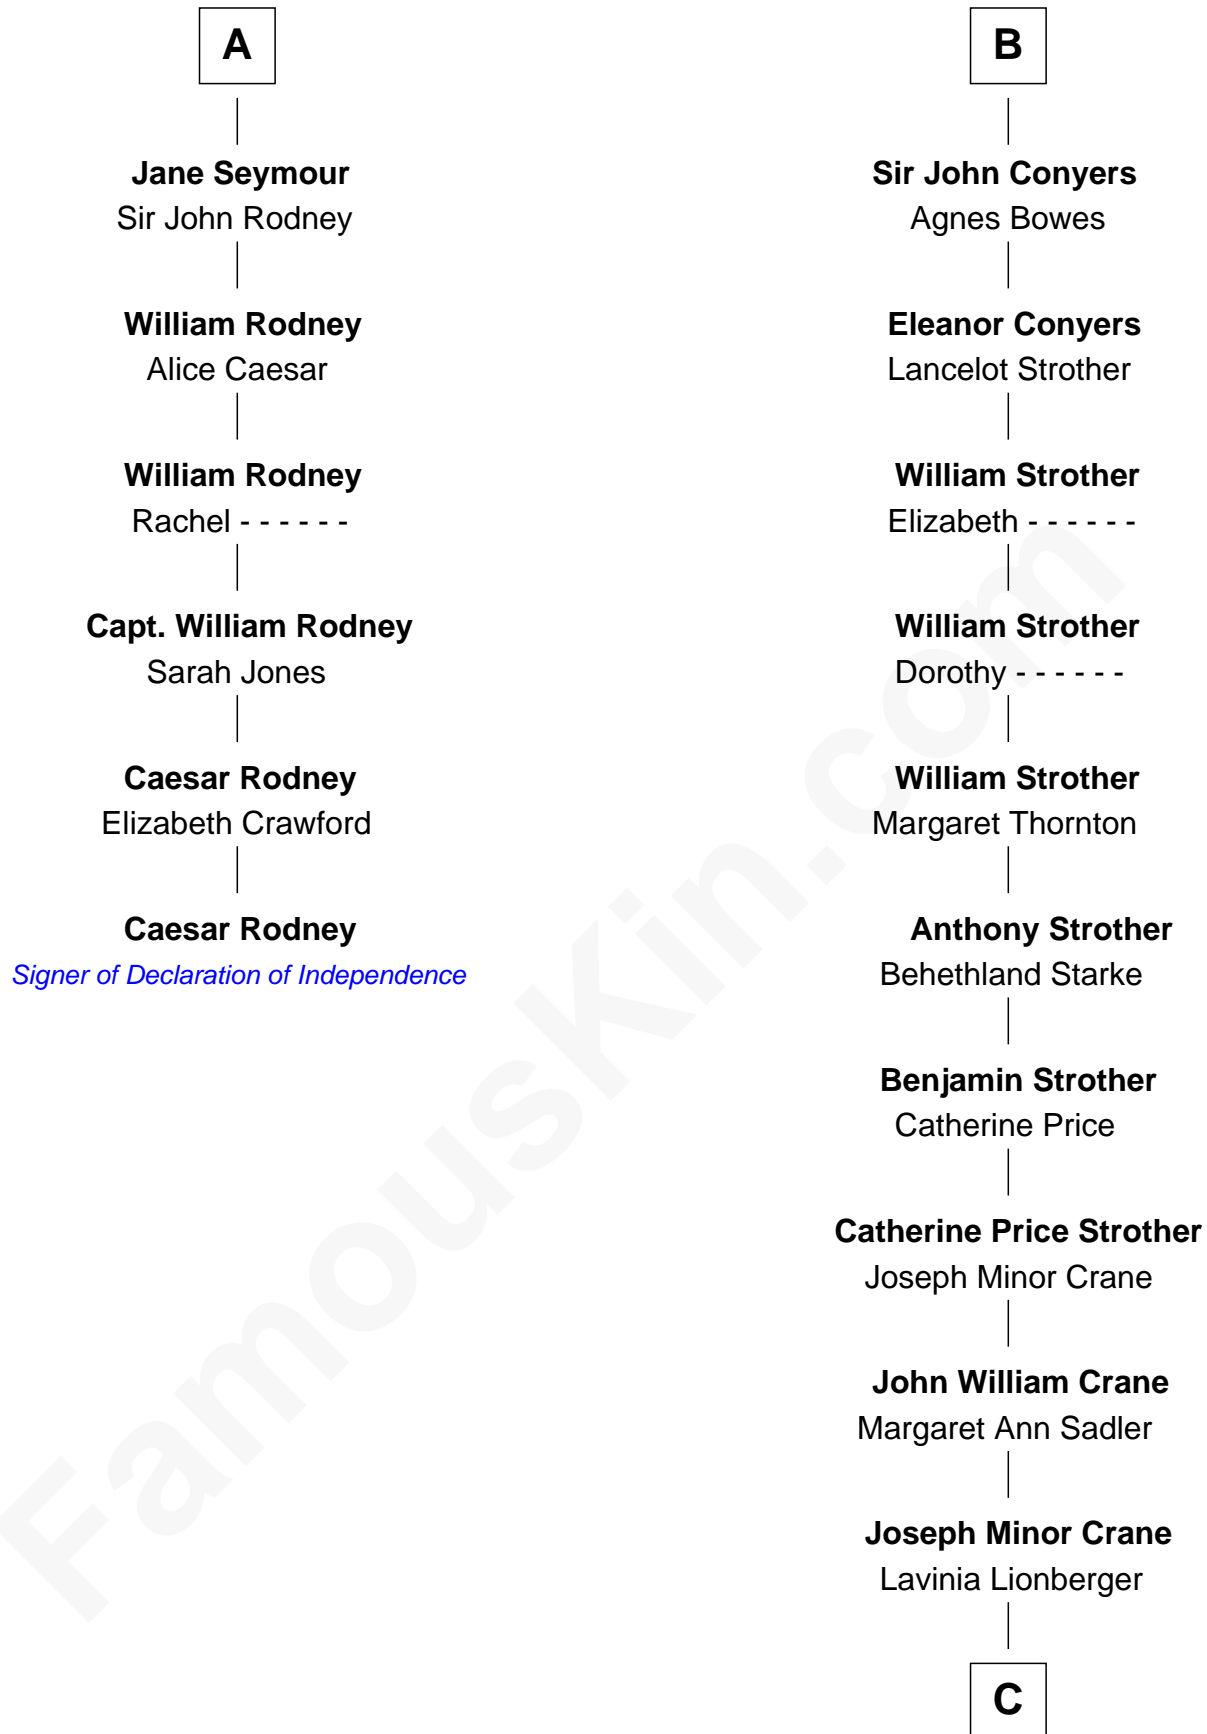 A
Jane Seymour
Sir John Rodney
William Rodney
Alice Caesar
William Rodney
Rachel - - - - - -
Capt. William Rodney
Sarah Jones
Caesar Rodney
Elizabeth Crawford
Caesar Rodney
Signer of Declaration of Independence
B
Sir John Conyers
Agnes Bowes
Eleanor Conyers
Lancelot Strother
William Strother
Elizabeth - - - - - -
William Strother
Dorothy - - - - - -
William Strother
Margaret Thornton
Anthony Strother
Behethland Starke
Benjamin Strother
Catherine Price
Catherine Price Strother
Joseph Minor Crane
John William Crane
Margaret Ann Sadler
Joseph Minor Crane
Lavinia Lionberger
C
FamousKin.com